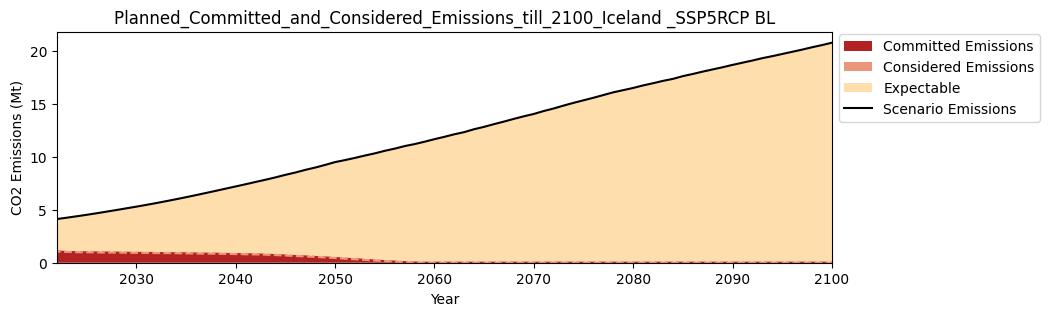 Planned_Committed_and_Considered_Emissions_till_2100_Iceland _SSP5RCP BL
CO2 Emissions (Mt)
20
15
10
5
0
2030 2040 2050 2060 2070 2080 2090 2100
Year
Committed Emissions
Considered Emissions
Expectable
Scenario Emissions